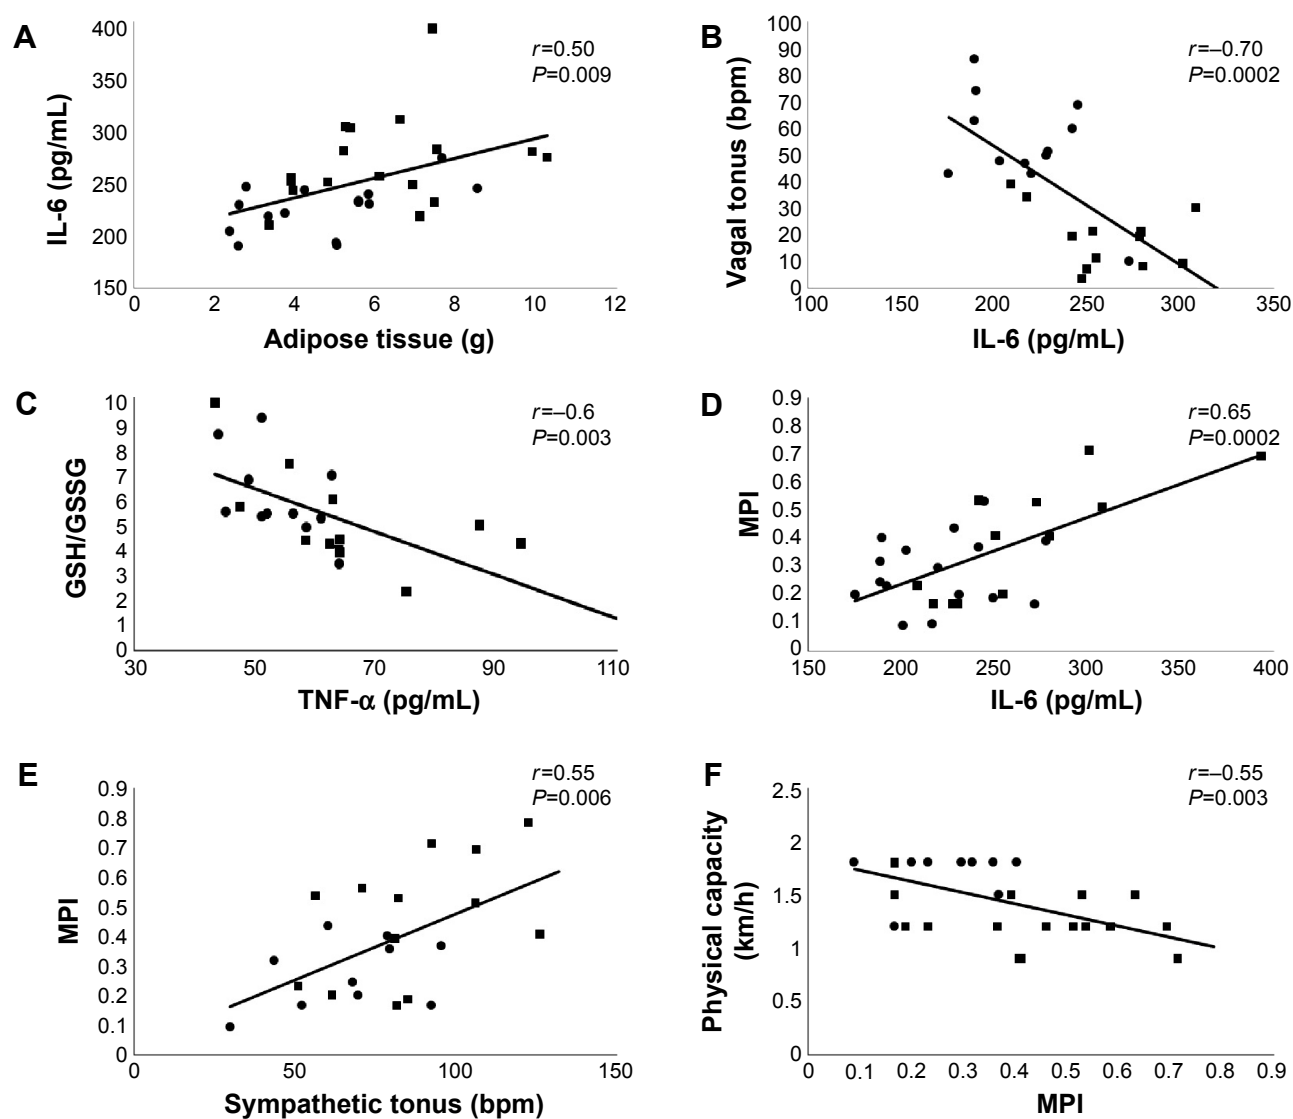 A
r=0.50
P=0.009
IL-6 (pg/mL)
400
350
300
250
200
150
0 2 4 6 8 10 12
Adipose tissue (g)
B
r=–0.70
P=0.0002
Vagal tonus (bpm)
100
90
80
70
60
50
40
30
20
10
0
100 150 200 250 300 350
IL-6 (pg/mL)
C
r=–0.6
P=0.003
GSH/GSSG
10
9
8
7
6
5
4
3
2
1
0
30 50 70 90 110
TNF-α (pg/mL)
D
r=0.65
P=0.0002
MPI
0.9
0.8
0.7
0.6
0.5
0.4
0.3
0.2
0.1
0
150 200 250 300 350 400
IL-6 (pg/mL)
E
r=0.55
P=0.006
MPI
0.9
0.8
0.7
0.6
0.5
0.4
0.3
0.2
0.1
0
0 50 100 150
Sympathetic tonus (bpm)
F
r=–0.55
P=0.003
Physical capacity
(km/h)
2.5
2
1.5
1
0.5
0
0 0.1 0.2 0.3 0.4 0.5 0.6 0.7 0.8 0.9
MPI